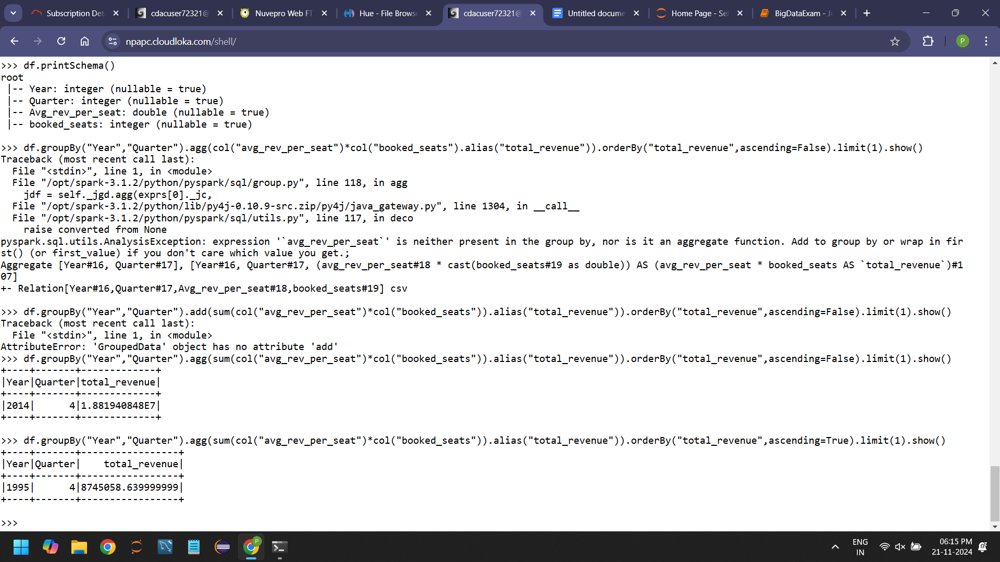 Subscription Det
cdacuser72321@
Nuvepro Web FT
Hue - File Browse
cdacuser72321@
Untitled docume
Home Page - Sel
BigDataExam - Ju
npapc.cloudloka.com/shell/
P
>>> df.printSchema()
root
 |-- Year: integer (nullable = true)
 |-- Quarter: integer (nullable = true)
 |-- Avg_rev_per_seat: double (nullable = true)
 |-- booked_seats: integer (nullable = true)
>>> df.groupBy("Year","Quarter").agg(col("avg_rev_per_seat")*col("booked_seats").alias("total_revenue")).orderBy("total_revenue",ascending=False).limit(1).show()
Traceback (most recent call last):
  File "<stdin>", line 1, in <module>
  File "/opt/spark-3.1.2/python/pyspark/sql/group.py", line 118, in agg
    jdf = self._jgd.agg(exprs[0]._jc,
  File "/opt/spark-3.1.2/python/lib/py4j-0.10.9-src.zip/py4j/java_gateway.py", line 1304, in __call__
  File "/opt/spark-3.1.2/python/pyspark/sql/utils.py", line 117, in deco
    raise converted from None
pyspark.sql.utils.AnalysisException: expression '`avg_rev_per_seat`' is neither present in the group by, nor is it an aggregate function. Add to group by or wrap in fir
st() (or first_value) if you don't care which value you get.;
Aggregate [Year#16, Quarter#17], [Year#16, Quarter#17, (avg_rev_per_seat#18 * cast(booked_seats#19 as double)) AS (avg_rev_per_seat * booked_seats AS `total_revenue`)#1
07]
+- Relation[Year#16,Quarter#17,Avg_rev_per_seat#18,booked_seats#19] csv
>>> df.groupBy("Year","Quarter").add(sum(col("avg_rev_per_seat")*col("booked_seats")).alias("total_revenue")).orderBy("total_revenue",ascending=False).limit(1).show()
Traceback (most recent call last):
  File "<stdin>", line 1, in <module>
AttributeError: 'GroupedData' object has no attribute 'add'
>>> df.groupBy("Year","Quarter").agg(sum(col("avg_rev_per_seat")*col("booked_seats")).alias("total_revenue")).orderBy("total_revenue",ascending=False).limit(1).show()
+----+-------+-------------+
|Year|Quarter|total_revenue|
+----+-------+-------------+
|2014|      4|1.881940848E7|
+----+-------+-------------+
>>> df.groupBy("Year","Quarter").agg(sum(col("avg_rev_per_seat")*col("booked_seats")).alias("total_revenue")).orderBy("total_revenue",ascending=True).limit(1).show()
+----+-------+-----------------+
|Year|Quarter|    total_revenue|
+----+-------+-----------------+
|1995|      4|8745058.639999999|
+----+-------+-----------------+
>>>
P
ENG
IN
06:15 PM
21-11-2024